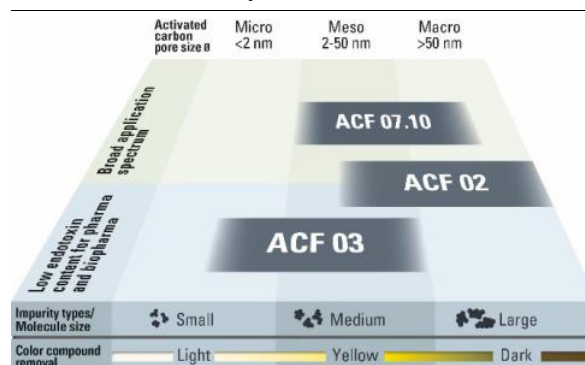 Activated
carbon
pore size Ø
Micro
<2 nm
Meso
2-50 nm
Macro
>50 nm
Broad application
spectrum
ACF 07.10
ACF 02
Low endotoxin
content for pharma
and biopharma
ACF 03
Impurity types/
Molecule size
Small
Medium
Large
Color compound
removal
Light
Yellow
Dark